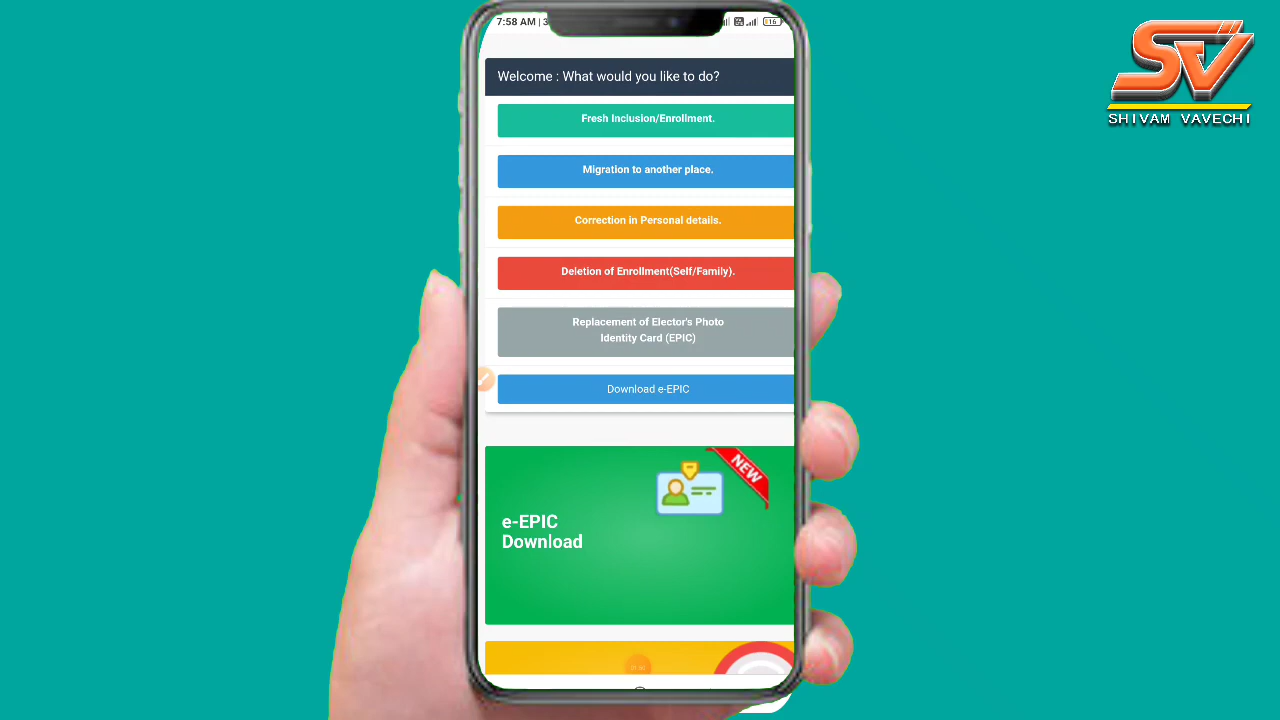 7:58 AM | 3
16
SV
SHIVAM VAVECHI
Welcome : What would you like to do?
Fresh Inclusion/Enrollment.
Migration to another place.
Correction in Personal details.
Deletion of Enrollment(Self/Family).
Replacement of Elector's Photo
Identity Card (EPIC)
Download e-EPIC
NEW
e-EPIC
Download